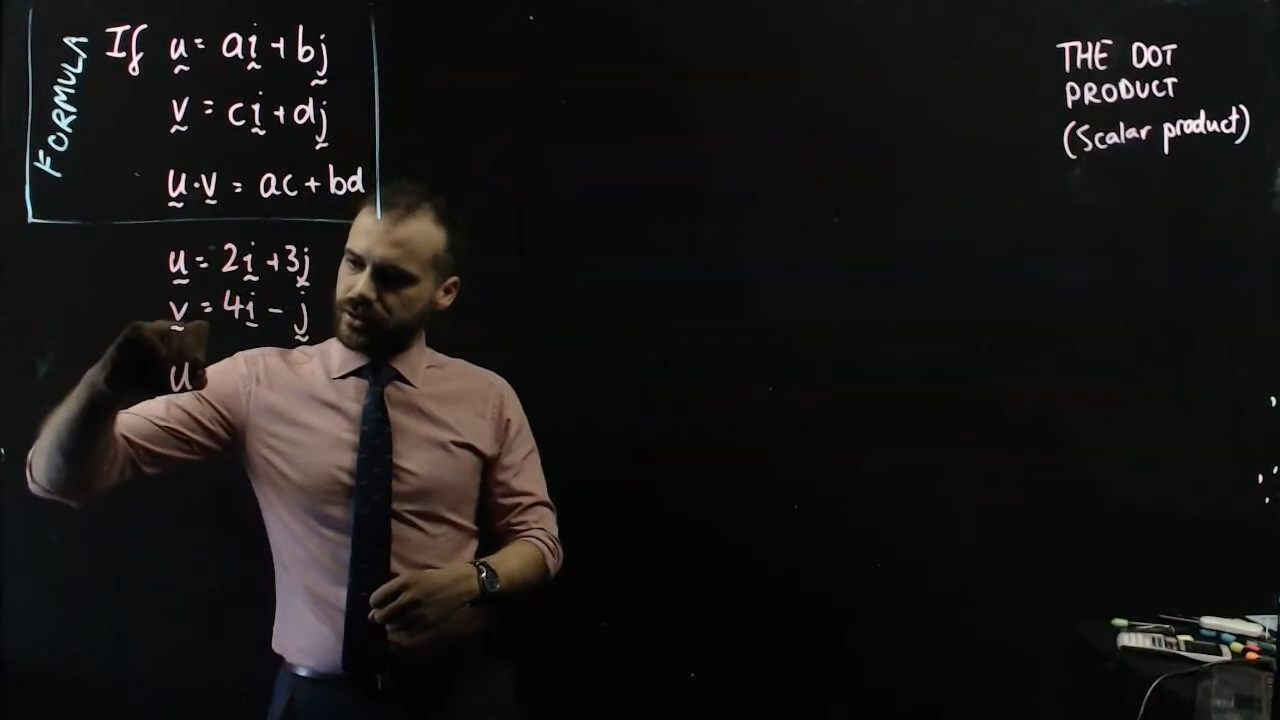 FORMULA
If u = ai + bj
v = ci + dj
u·v = ac + bd
u = 2i + 3j
v = 4i - j
u
THE DOT
PRODUCT
(Scalar product)